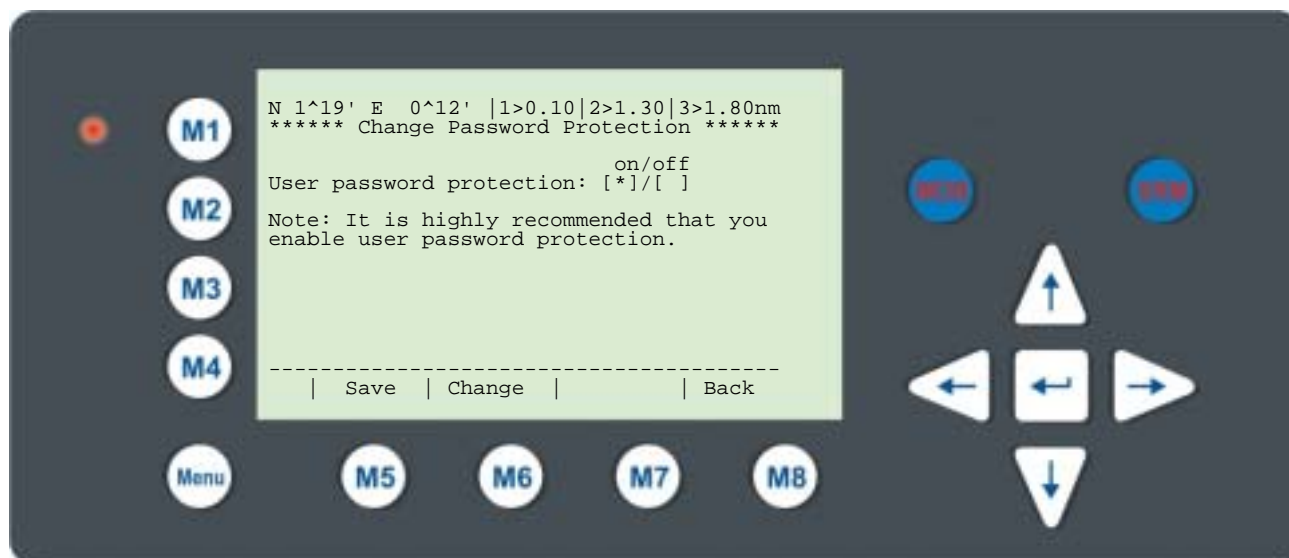 N 1^19' E 0^12' |1>0.10|2>1.30|3>1.80nm
****** Change Password Protection ******
on/off
User password protection: [*]/[ ]
Note: It is highly recommended that you
enable user password protection.
----------------------------------------
| Save | Change | | Back
M1
M2
M3
M4
Menu
M5
M6
M7
M8